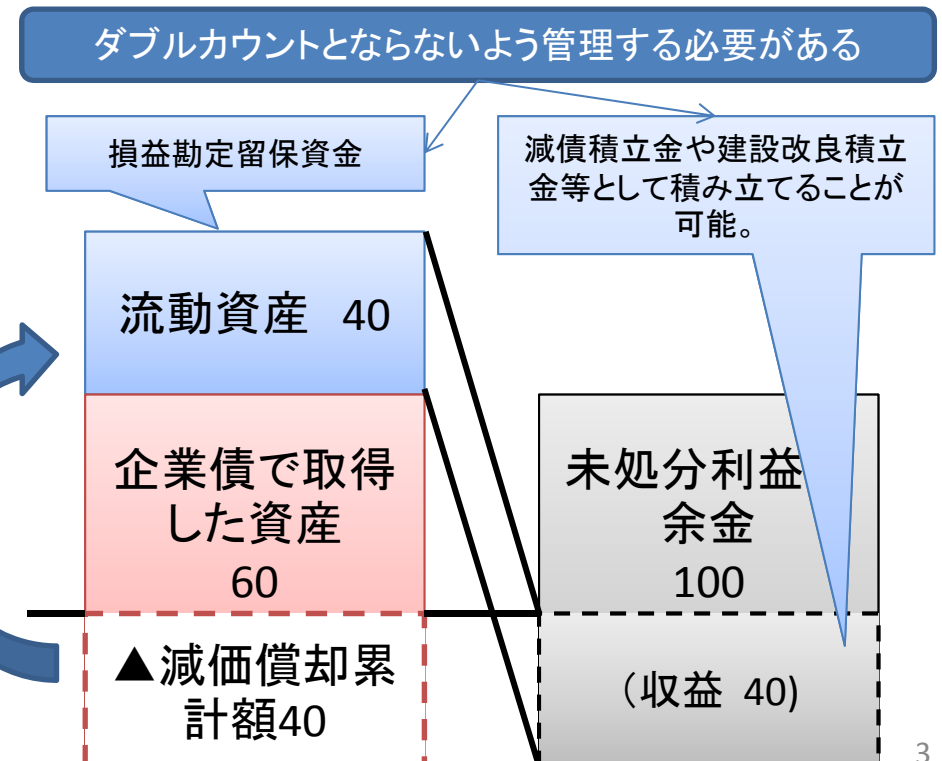 ダブルカウントとならないよう管理する必要がある
損益勘定留保資金
減債積立金や建設改良積立
金等として積み立てることが
可能。
流動資産 40
企業債で取得
した資産
60
未処分利益
余金
100
▲減価償却累
計額40
（収益 40)
3